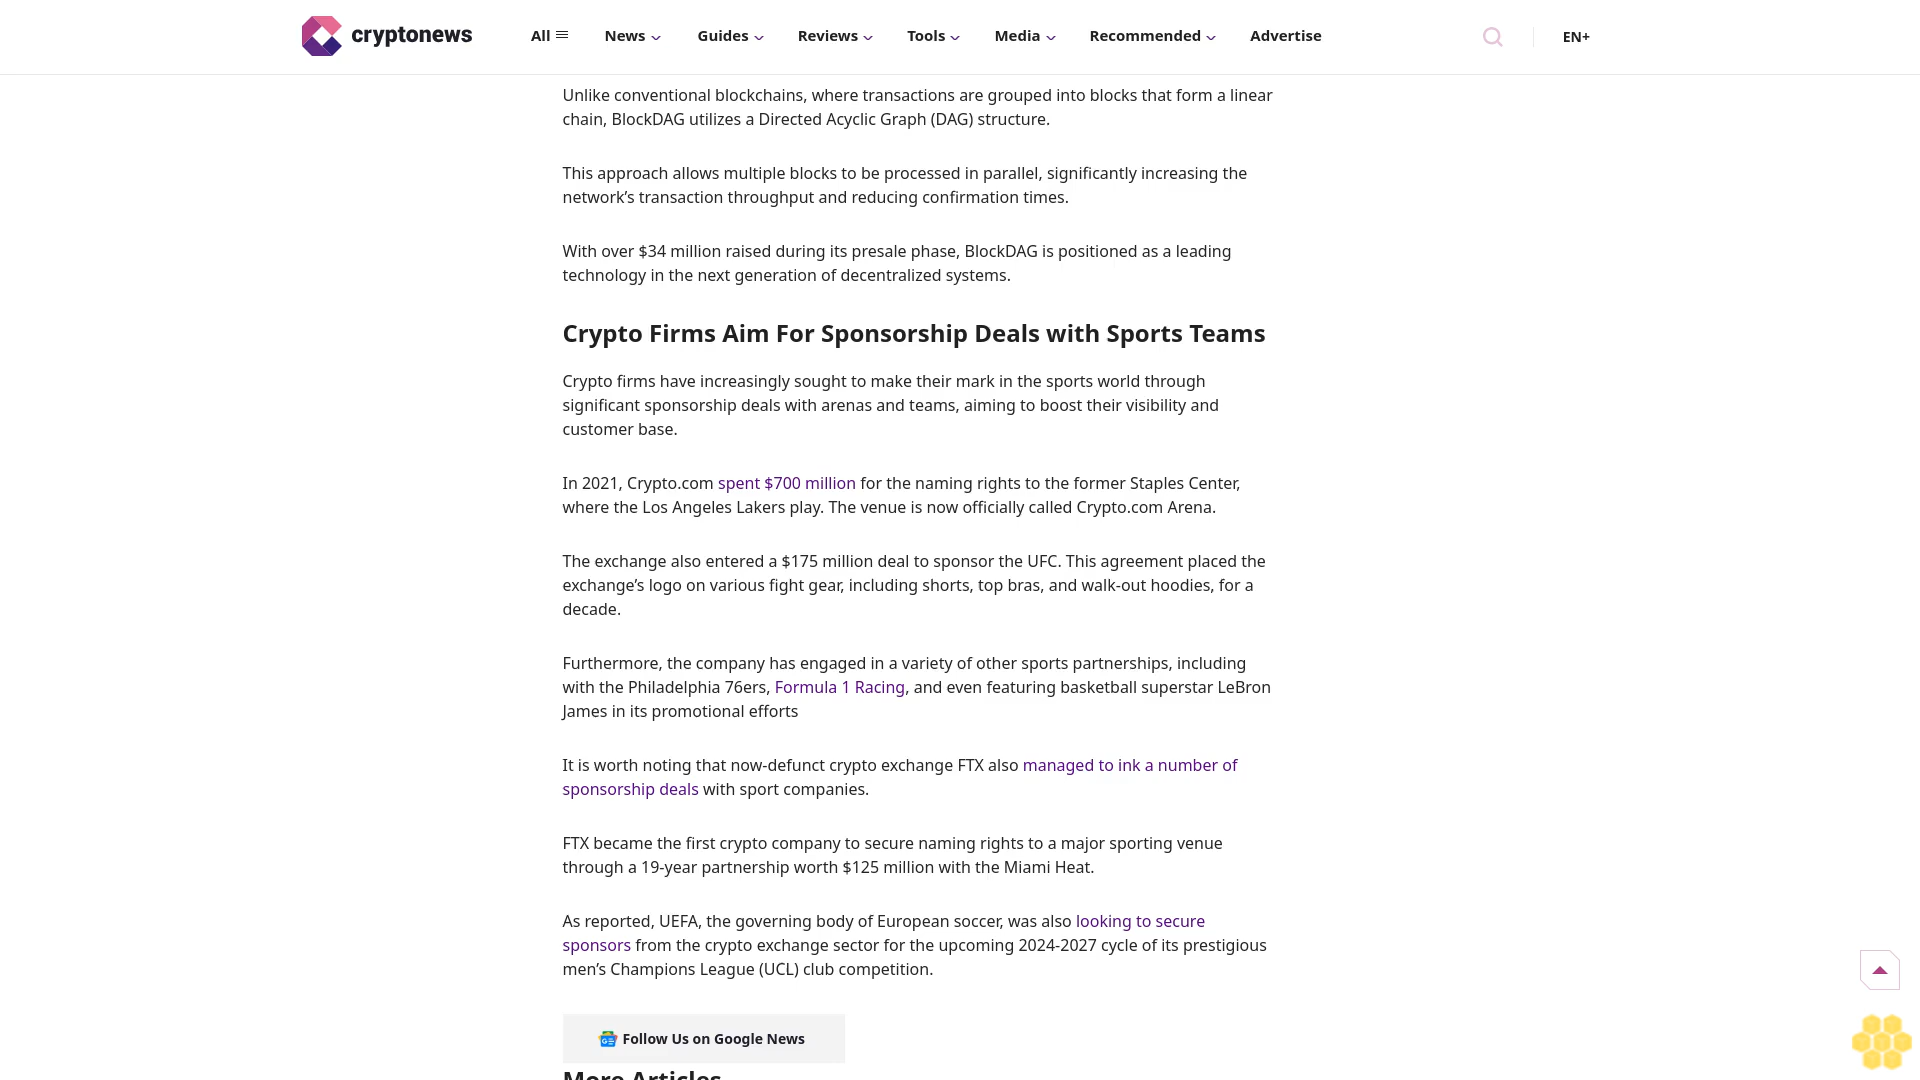 cryptonews
All
News
Guides
Reviews
Tools
Media
Recommended
Advertise
EN+
Unlike conventional blockchains, where transactions are grouped into blocks that form a linear
chain, BlockDAG utilizes a Directed Acyclic Graph (DAG) structure.
This approach allows multiple blocks to be processed in parallel, significantly increasing the
network’s transaction throughput and reducing confirmation times.
With over $34 million raised during its presale phase, BlockDAG is positioned as a leading
technology in the next generation of decentralized systems.
Crypto Firms Aim For Sponsorship Deals with Sports Teams
Crypto firms have increasingly sought to make their mark in the sports world through
significant sponsorship deals with arenas and teams, aiming to boost their visibility and
customer base.
In 2021, Crypto.com spent $700 million for the naming rights to the former Staples Center,
where the Los Angeles Lakers play. The venue is now officially called Crypto.com Arena.
The exchange also entered a $175 million deal to sponsor the UFC. This agreement placed the
exchange’s logo on various fight gear, including shorts, top bras, and walk-out hoodies, for a
decade.
Furthermore, the company has engaged in a variety of other sports partnerships, including
with the Philadelphia 76ers, Formula 1 Racing, and even featuring basketball superstar LeBron
James in its promotional efforts
It is worth noting that now-defunct crypto exchange FTX also managed to ink a number of
sponsorship deals with sport companies.
FTX became the first crypto company to secure naming rights to a major sporting venue
through a 19-year partnership worth $125 million with the Miami Heat.
As reported, UEFA, the governing body of European soccer, was also looking to secure
sponsors from the crypto exchange sector for the upcoming 2024-2027 cycle of its prestigious
men’s Champions League (UCL) club competition.
Follow Us on Google News
More Articles